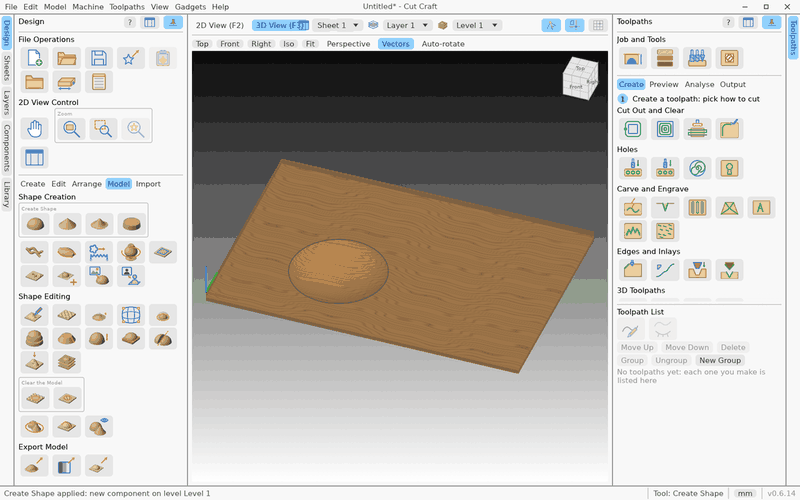 Untitled* - Cut Craft
File Edit Model Machine Toolpaths View Gadgets Help
Design
Sheets
Layers
Components
Library
Design ?
File Operations
2D View Control
Zoom
Create Edit Arrange Model Import
Shape Creation
Create Shape
Shape Editing
Clear the Model
Export Model
2D View (F2) 3D View (F3) Sheet 1 Layer 1 Level 1
Top Front Right Iso Fit Perspective Vectors Auto-rotate
Top
Front
Right
Toolpaths ?
Toolpaths
Job and Tools
Create Preview Analyse Output
1 Create a toolpath: pick how to cut
Cut Out and Clear
Holes
Carve and Engrave
A
Edges and Inlays
3D Toolpaths
Toolpath List
Move Up Move Down Delete
Group Ungroup New Group
No toolpaths yet: each one you make is
listed here
Create Shape applied: new component on level Level 1
Tool: Create Shape mm v0.6.14